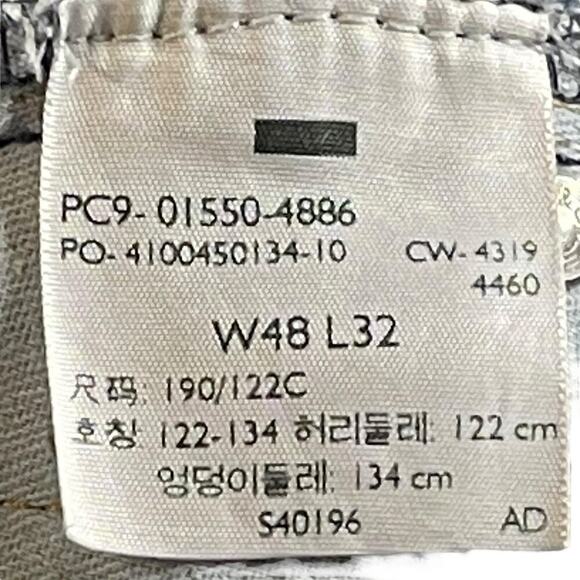 PC9- 01550-4886
PO- 4100450134-10 CW- 4319
4460
W48 L32
尺码: 190/122C
호칭: 122-134 허리둘레: 122 cm
엉덩이둘레: 134 cm
S40196 AD